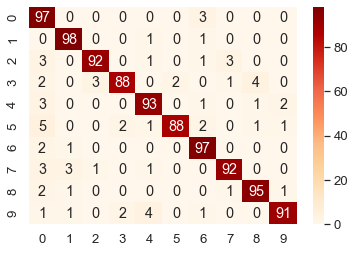 0 97 0 0 0 0 0 3 0 0 0
1 0 98 0 0 1 0 1 0 0 0
2 3 0 92 0 1 0 1 3 0 0
3 2 0 3 88 0 2 0 1 4 0
4 3 0 0 0 93 0 1 0 1 2
5 5 0 0 2 1 88 2 0 1 1
6 2 1 0 0 0 0 97 0 0 0
7 3 3 1 0 1 0 0 92 0 0
8 2 1 0 0 0 0 0 1 95 1
9 1 1 0 2 4 0 1 0 0 91
0 1 2 3 4 5 6 7 8 9
80
60
40
20
0